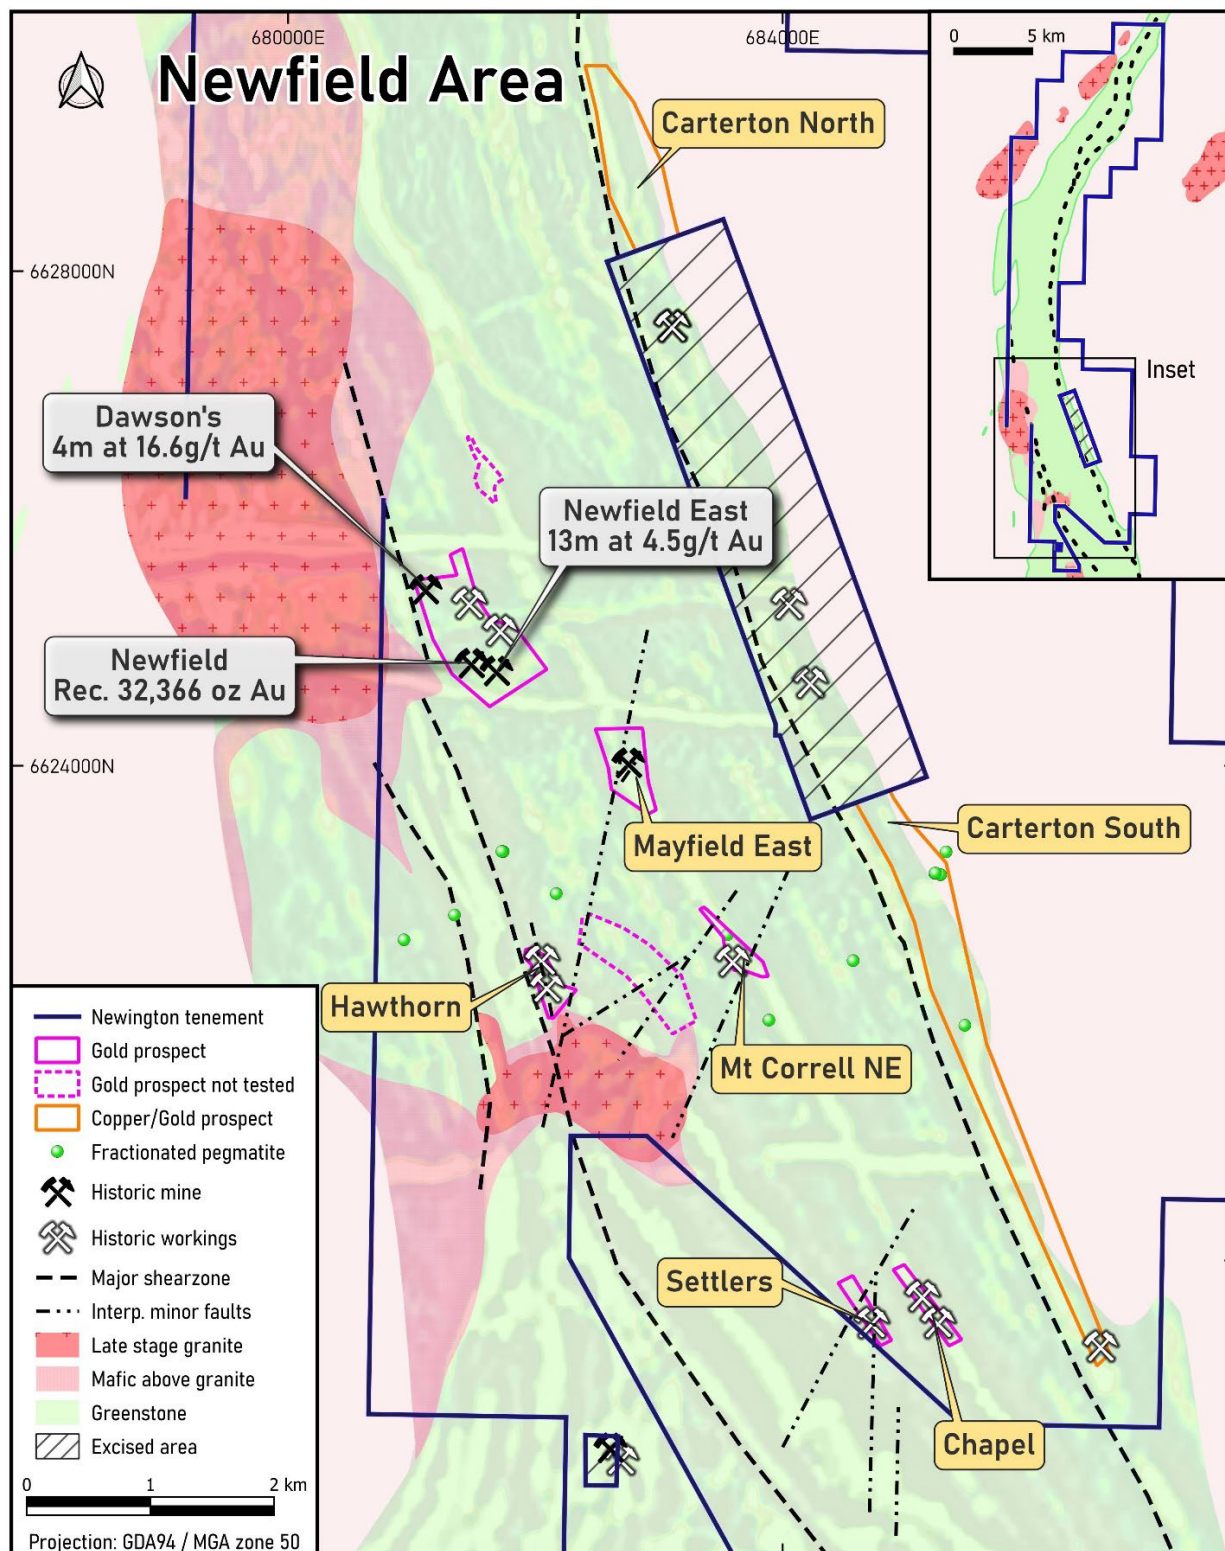 680000E
684000E
Newfield Area
0
5 km
Carterton North
6628000N
Inset
Dawson's
4m at 16.6g/t Au
Newfield East
13m at 4.5g/t Au
Newfield
Rec. 32,366 oz Au
6624000N
Mayfield East
Carterton South
Hawthorn
Mt Correll NE
Newington tenement
Gold prospect
Gold prospect not tested
Copper/Gold prospect
Fractionated pegmatite
Historic mine
Historic workings
Major shearzone
Interp. minor faults
Late stage granite
Mafic above granite
Greenstone
Excised area
0
1
2 km
Projection: GDA94 / MGA zone 50
Settlers
Chapel